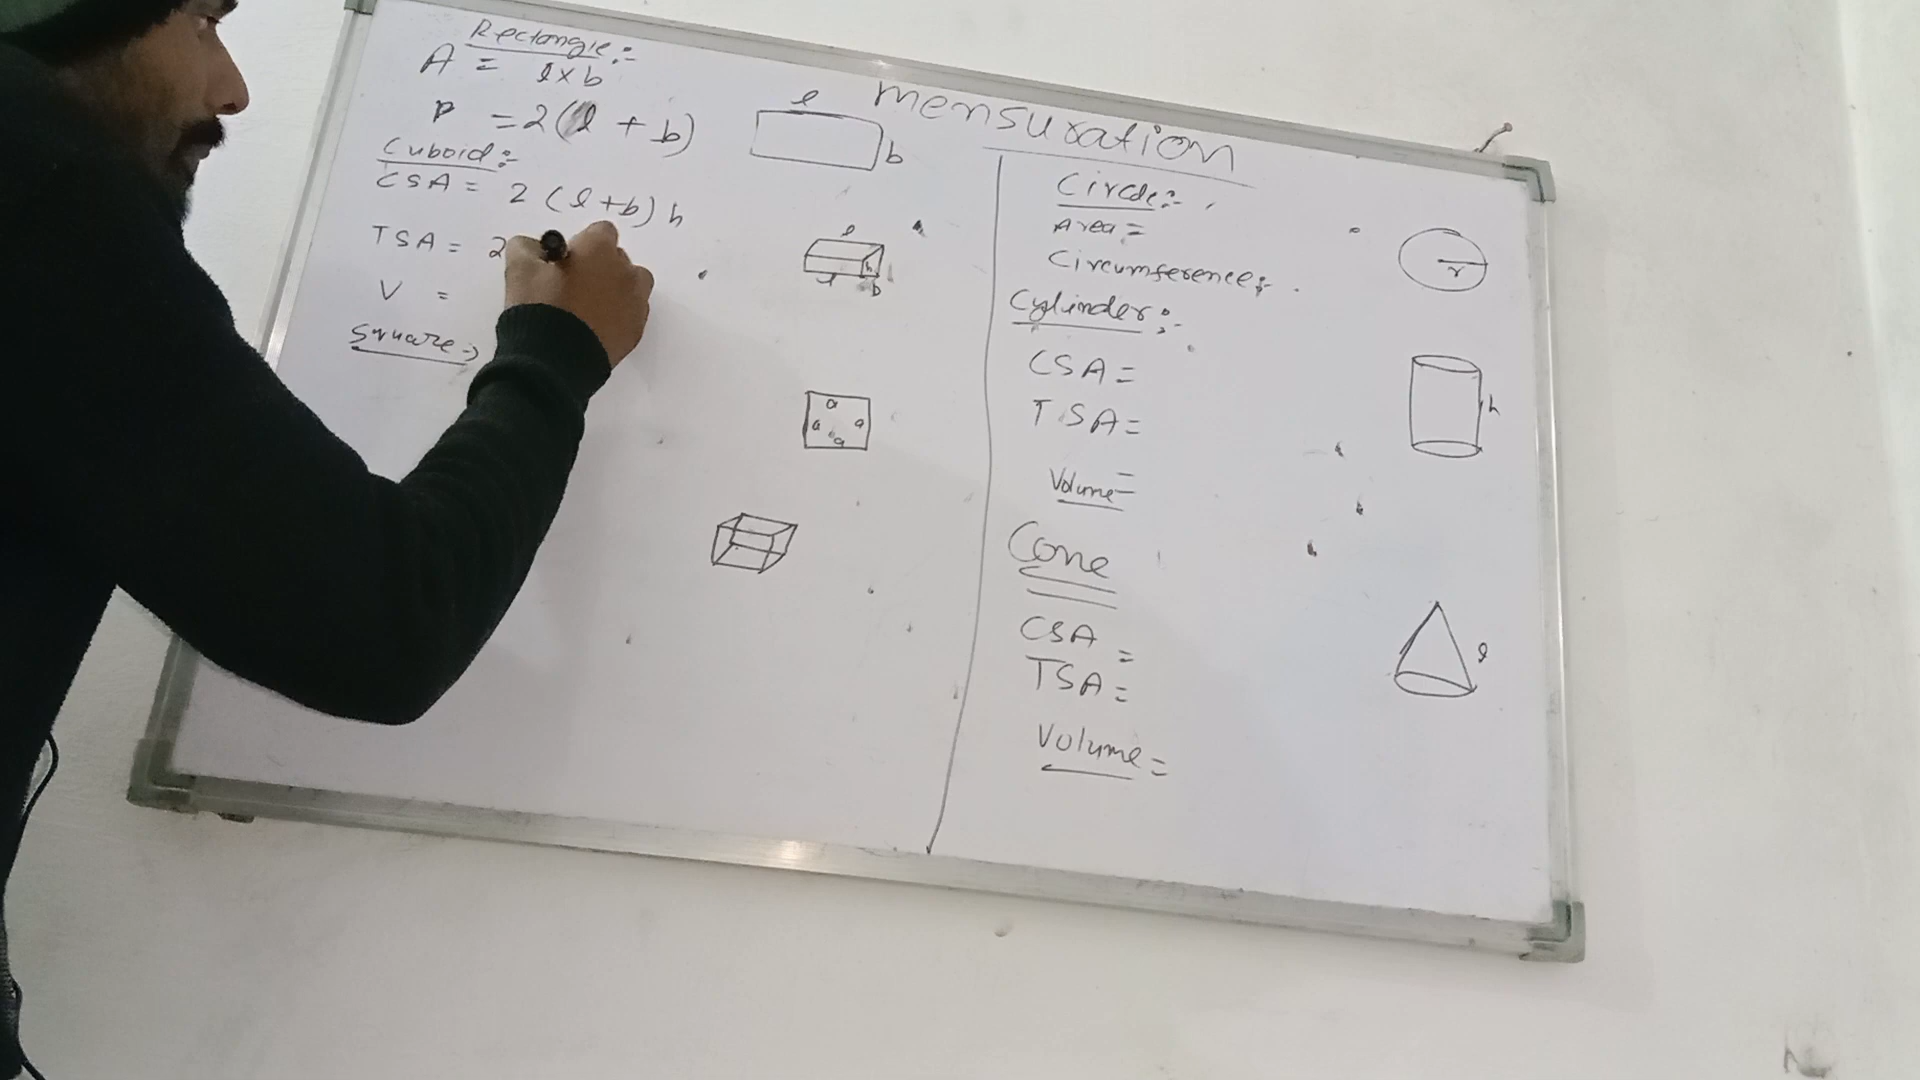 mensuration
Rectangle:-
A = l×b
P = 2(l + b)
l
b
Cuboid:-
CSA = 2 (l+b) h
TSA = 2
V =
l
h
l
b
Square→
a
a
a
a
Circle:-
Area =
Circumference:-
r
Cylinder:-
CSA =
TSA =
Volume =
h
Cone
CSA =
TSA =
Volume =
l